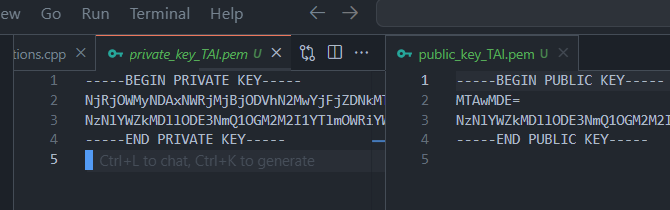 ew Go Run Terminal Help
tions.cpp private_key_TAI.pem U public_key_TAI.pem U
1 -----BEGIN PRIVATE KEY-----
2 NjRjOWMyNDAxNWRjMjBjODVhN2MwYjFjZDNkMT
3 NzNlYWZkMDllODE3NmQ1OGM2M2I1YTlmOWRiYW
4 -----END PRIVATE KEY-----
5 Ctrl+L to chat, Ctrl+K to generate
1 -----BEGIN PUBLIC KEY-----
2 MTAwMDE=
3 NzNlYWZkMDllODE3NmQ1OGM2M2I
4 -----END PUBLIC KEY-----
5